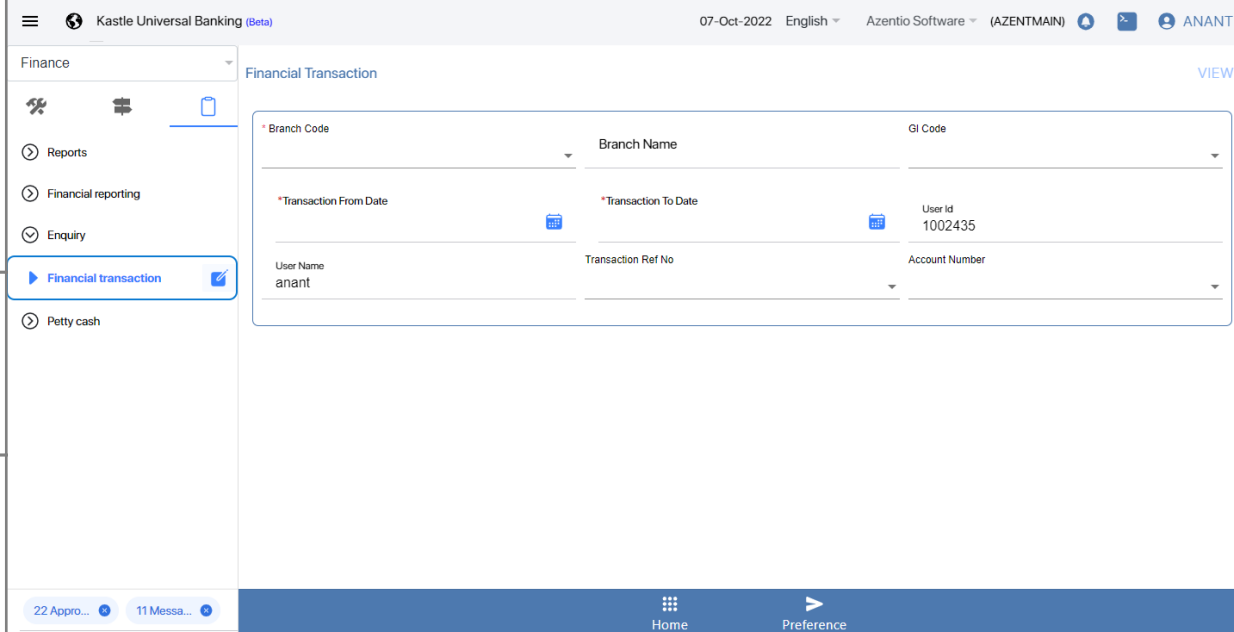 Kastle Universal Banking (Beta)
07-Oct-2022 English Azentio Software (AZENTMAIN) ANANT
Finance
Financial Transaction
VIEW
Reports
Financial reporting
Enquiry
Financial transaction
Petty cash
* Branch Code
Branch Name
Gl Code
*Transaction From Date
*Transaction To Date
User Id
1002435
User Name
anant
Transaction Ref No
Account Number
22 Appro...
11 Messa...
Home
Preference